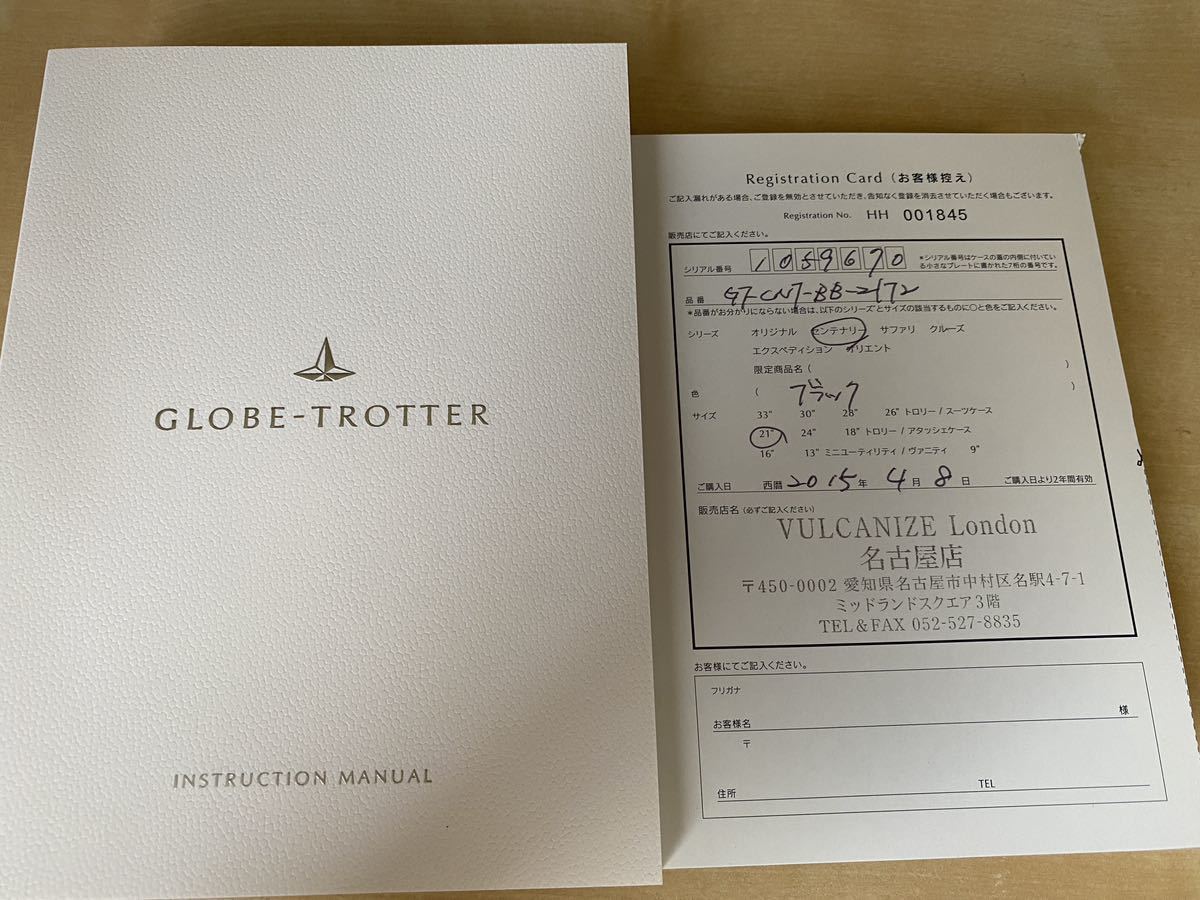 GLOBE-TROTTER
INSTRUCTION MANUAL
Registration Card (お客様控え)
ご記入漏れがある場合、ご登録を無効とさせていただき、告知なく登録を消去させていただく場合もございます。
Registration No. HH 001845
販売店にてご記入ください。
シリアル番号 1059670 *シリアル番号はケースの蓋の内側に付いてい
る小さなプレートに書かれた7桁の番号です。
品番 GT-CNT-BB-2172
*品番がお分かりにならない場合は、以下のシリーズとサイズの該当するものに○と色をご記入ください。
シリーズ オリジナル センテナリー サファリ クルーズ
エクスペディション オリエント
限定商品名 ( )
色 ( ブラック )
サイズ 33" 30" 28" 26" トロリー / スーツケース
21" 24" 18" トロリー / アタッシェケース
16" 13" ミニユーティリティ / ヴァニティ 9"
ご購入日 西暦 2015 年 4 月 8 日 ご購入日より2年間有効
販売店名 (必ずご記入ください)
VULCANIZE London
名古屋店
〒450-0002 愛知県名古屋市中村区名駅4-7-1
ミッドランドスクエア3階
TEL&FAX 052-527-8835
お客様にてご記入ください。
フリガナ
お客様名 様
〒
住所 TEL